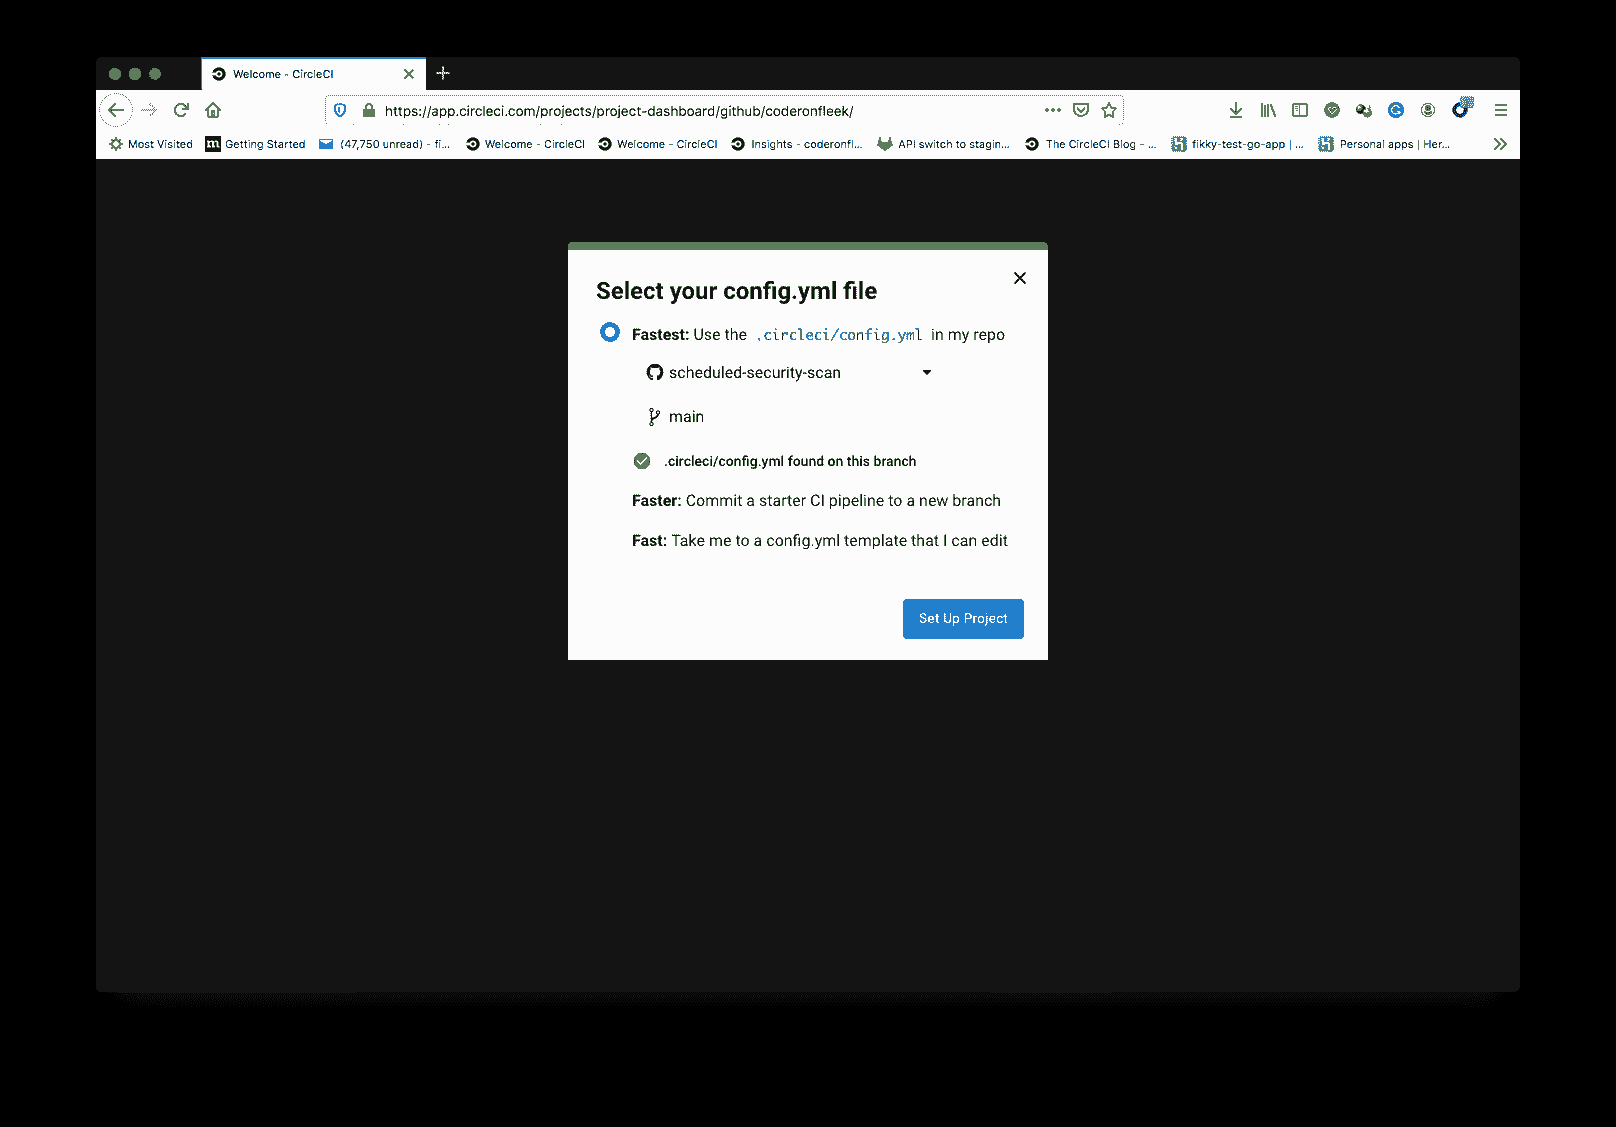 Welcome - CircleCI
https://app.circleci.com/projects/project-dashboard/github/coderonfleek/
Most Visited Getting Started (47,750 unread) - fi... Welcome - CircleCI Welcome - CircleCI Insights - coderonfl... API switch to stagin... The CircleCI Blog - ... fikky-test-go-app | ... Personal apps | Her...
Select your config.yml file
Fastest: Use the .circleci/config.yml in my repo
scheduled-security-scan
main
.circleci/config.yml found on this branch
Faster: Commit a starter CI pipeline to a new branch
Fast: Take me to a config.yml template that I can edit
Set Up Project